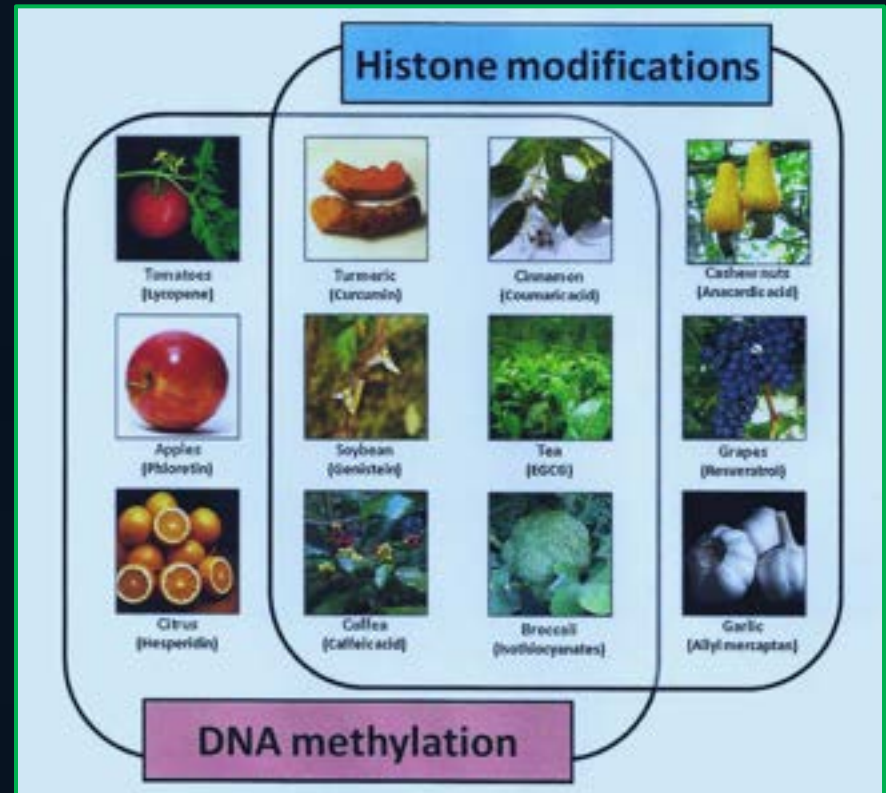 Histone modifications
Tomatoes
(Lycopene)
Turmeric
(Curcumin)
Cinnamon
(Coumaric acid)
Cashew nuts
(Anacardic acid)
Apples
(Phloretin)
Soybean
(Genistein)
Tea
(EGCG)
Grapes
(Resveratrol)
Citrus
(Hesperidin)
Coffea
(Caffeic acid)
Broccoli
(Isothiocyanates)
Garlic
(Allyl mercaptan)
DNA methylation